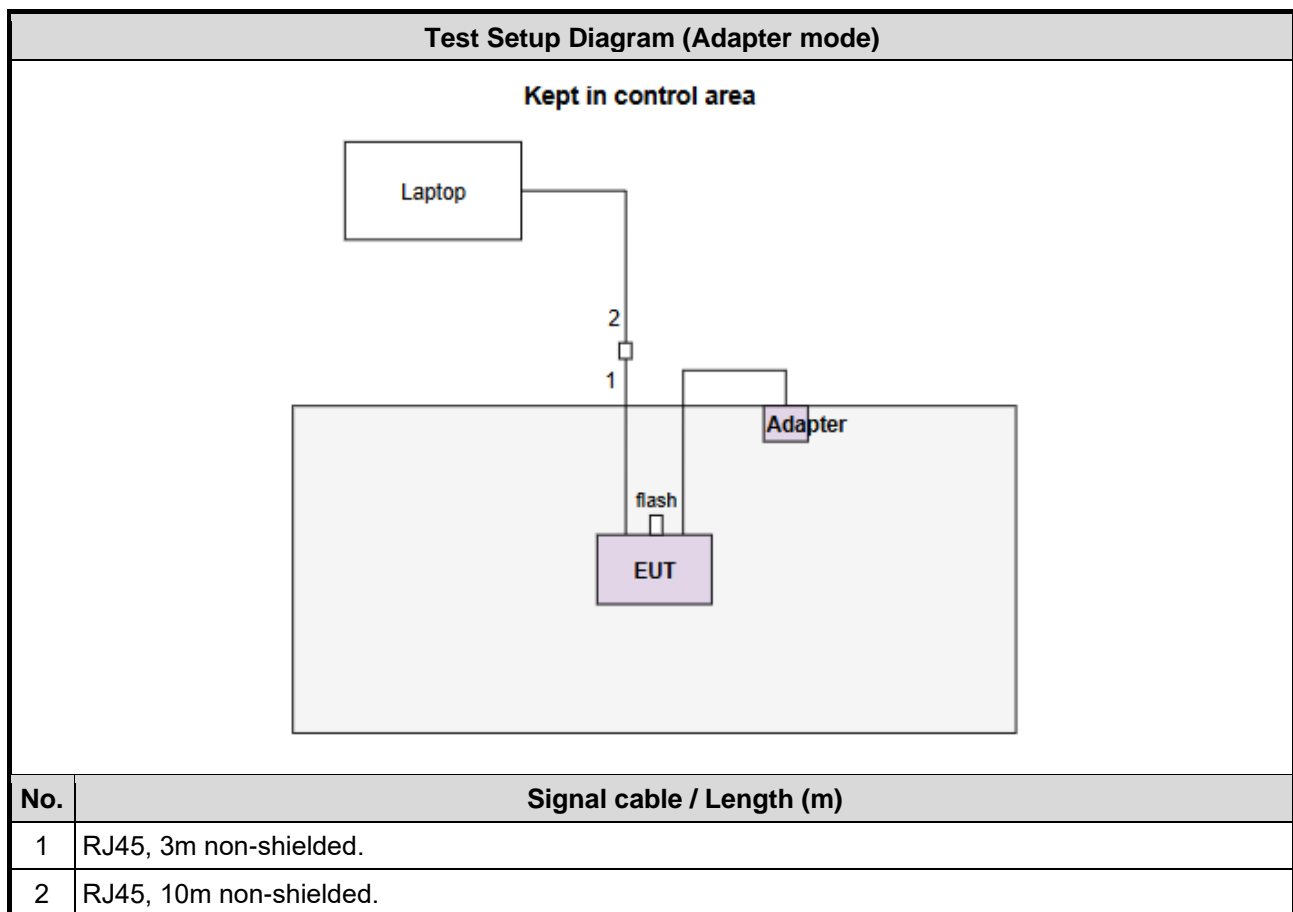 Test Setup Diagram (Adapter mode)
Kept in control area
Laptop
2
1
Adapter
flash
EUT
No. Signal cable / Length (m)
1 RJ45, 3m non-shielded.
2 RJ45, 10m non-shielded.